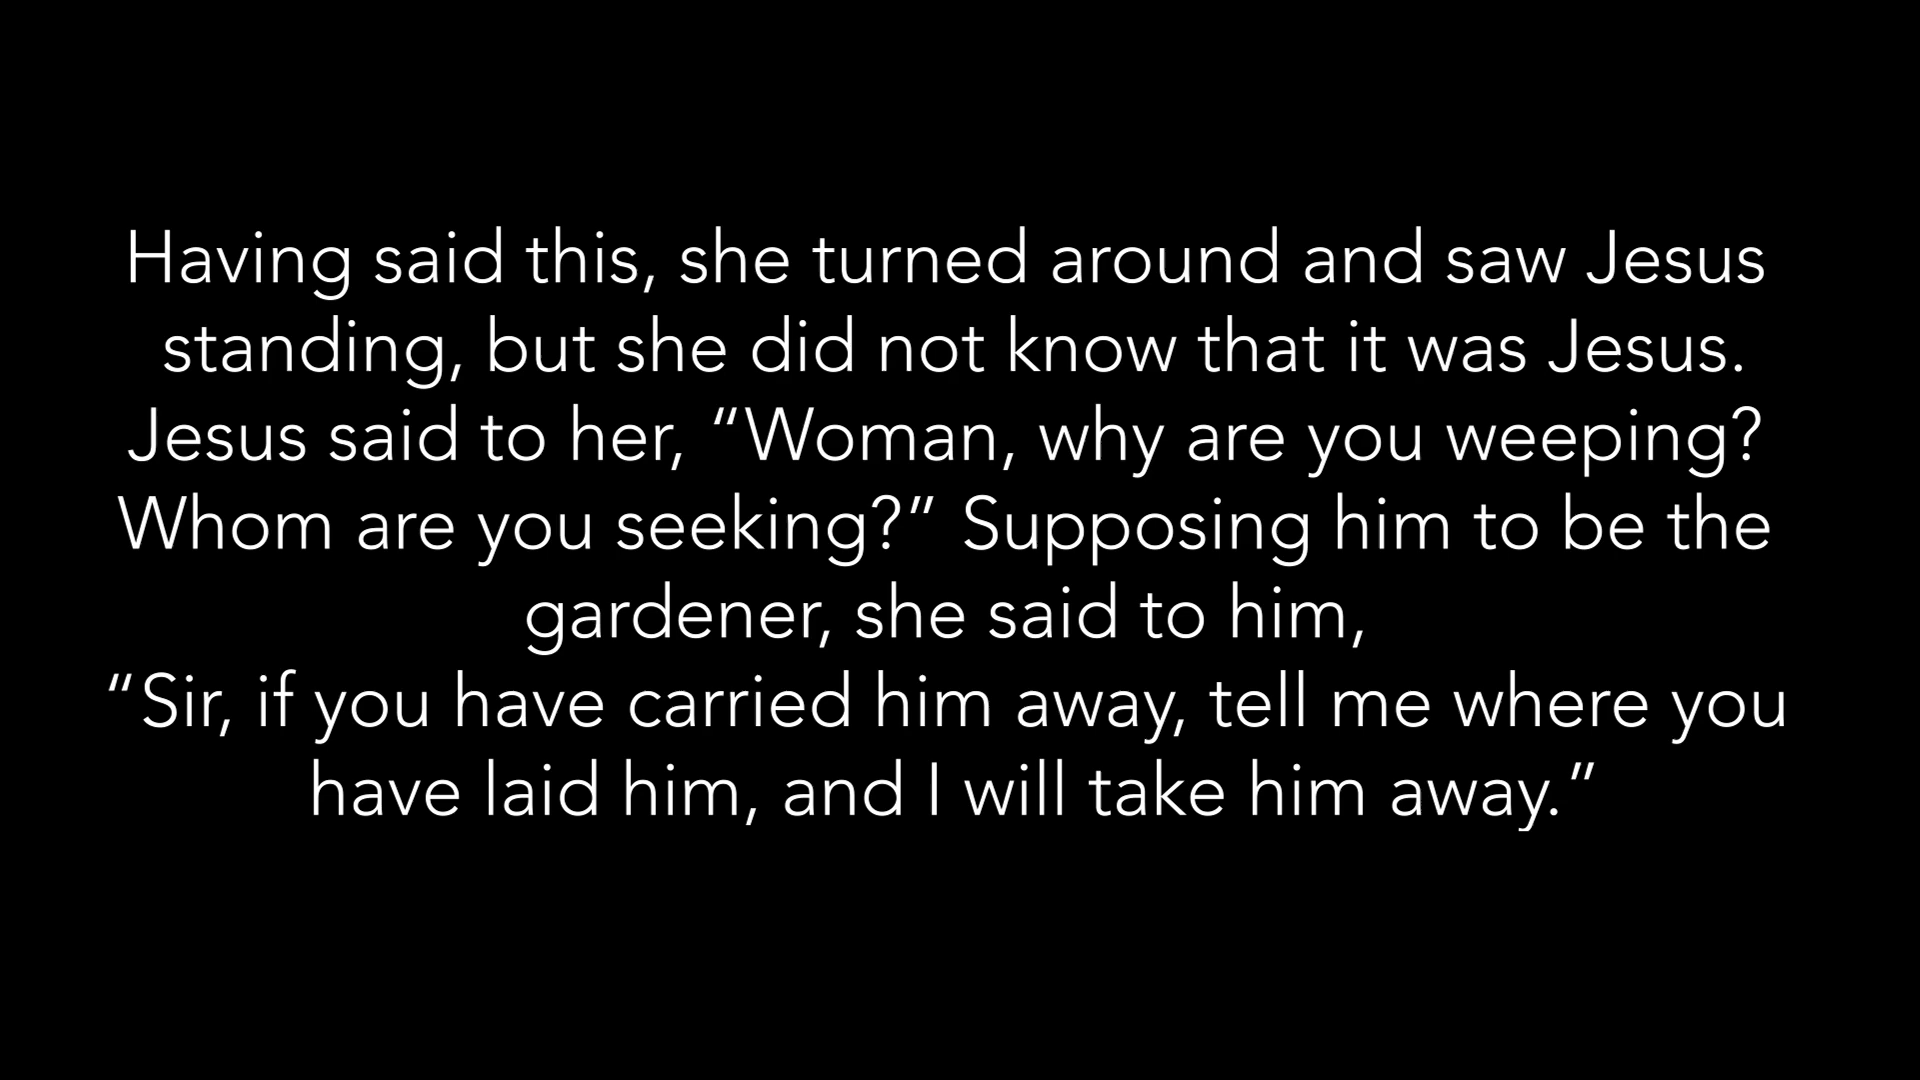 Having said this, she turned around and saw Jesus
standing, but she did not know that it was Jesus.
Jesus said to her, “Woman, why are you weeping?
Whom are you seeking?” Supposing him to be the
gardener, she said to him,
“Sir, if you have carried him away, tell me where you
have laid him, and I will take him away.”